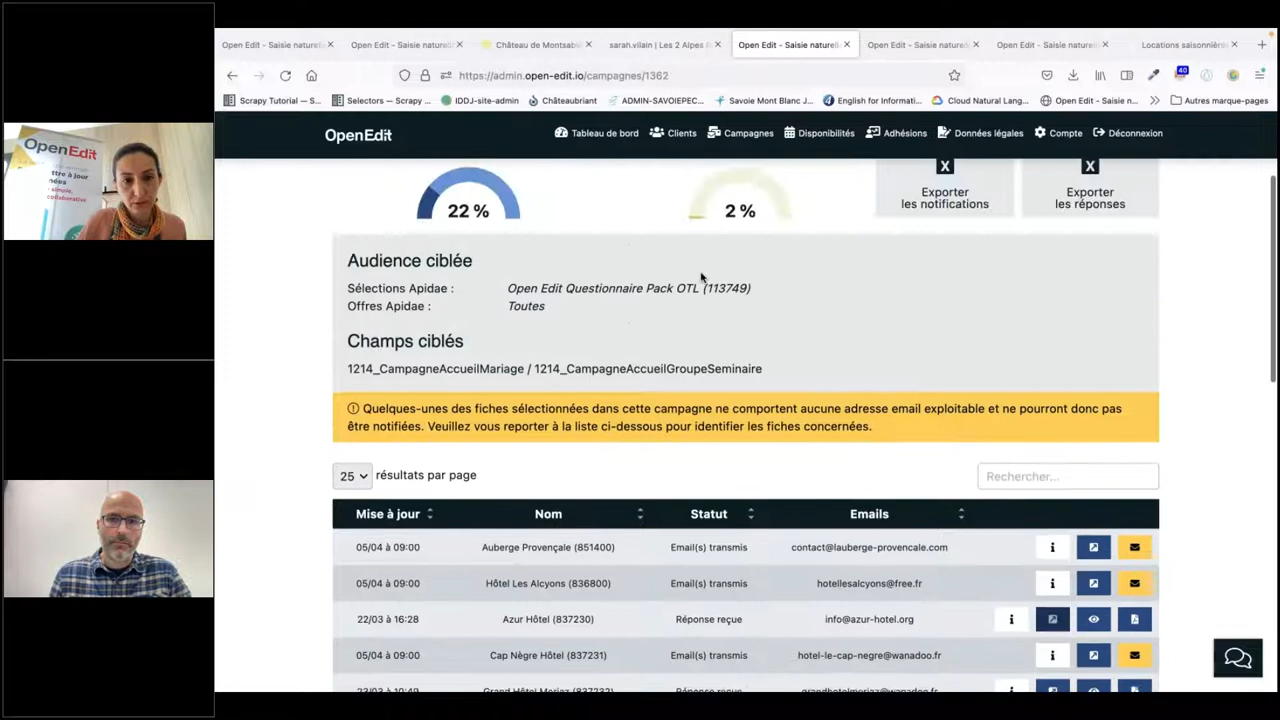 Open Edit - Saisie naturelle
Open Edit - Saisie naturel
Château de Montsabl
sarah.vilain | Les 2 Alpes
Open Edit - Saisie naturelle
Open Edit - Saisie naturel
Open Edit - Saisie naturelle
Locations saisonnière
https://admin.open-edit.io/campagnes/1362
40
Scrapy Tutorial — S...
Selectors — Scrapy ...
IDDJ-site-admin
Châteaubriant
ADMIN-SAVOIEPEC...
Savoie Mont Blanc J...
English for Informati...
Cloud Natural Lang...
Open Edit - Saisie n...
Autres marque-pages
OpenEdit
Tableau de bord
Clients
Campagnes
Disponibilités
Adhésions
Données légales
Compte
Déconnexion
22 %
2 %
X
Exporter
les notifications
X
Exporter
les réponses
Audience ciblée
Sélections Apidae : Open Edit Questionnaire Pack OTL (113749)
Offres Apidae : Toutes
Champs ciblés
1214_CampagneAccueilMariage / 1214_CampagneAccueilGroupeSeminaire
Quelques-unes des fiches sélectionnées dans cette campagne ne comportent aucune adresse email exploitable et ne pourront donc pas
être notifiées. Veuillez vous reporter à la liste ci-dessous pour identifier les fiches concernées.
25 résultats par page
Rechercher...
Mise à jour Nom Statut Emails
05/04 à 09:00 Auberge Provençale (851400) Email(s) transmis contact@lauberge-provencale.com
05/04 à 09:00 Hôtel Les Alcyons (836800) Email(s) transmis hotellesalcyons@free.fr
22/03 à 16:28 Azur Hôtel (837230) Réponse reçue info@azur-hotel.org
05/04 à 09:00 Cap Nègre Hôtel (837231) Email(s) transmis hotel-le-cap-negre@wanadoo.fr
OpenEdit